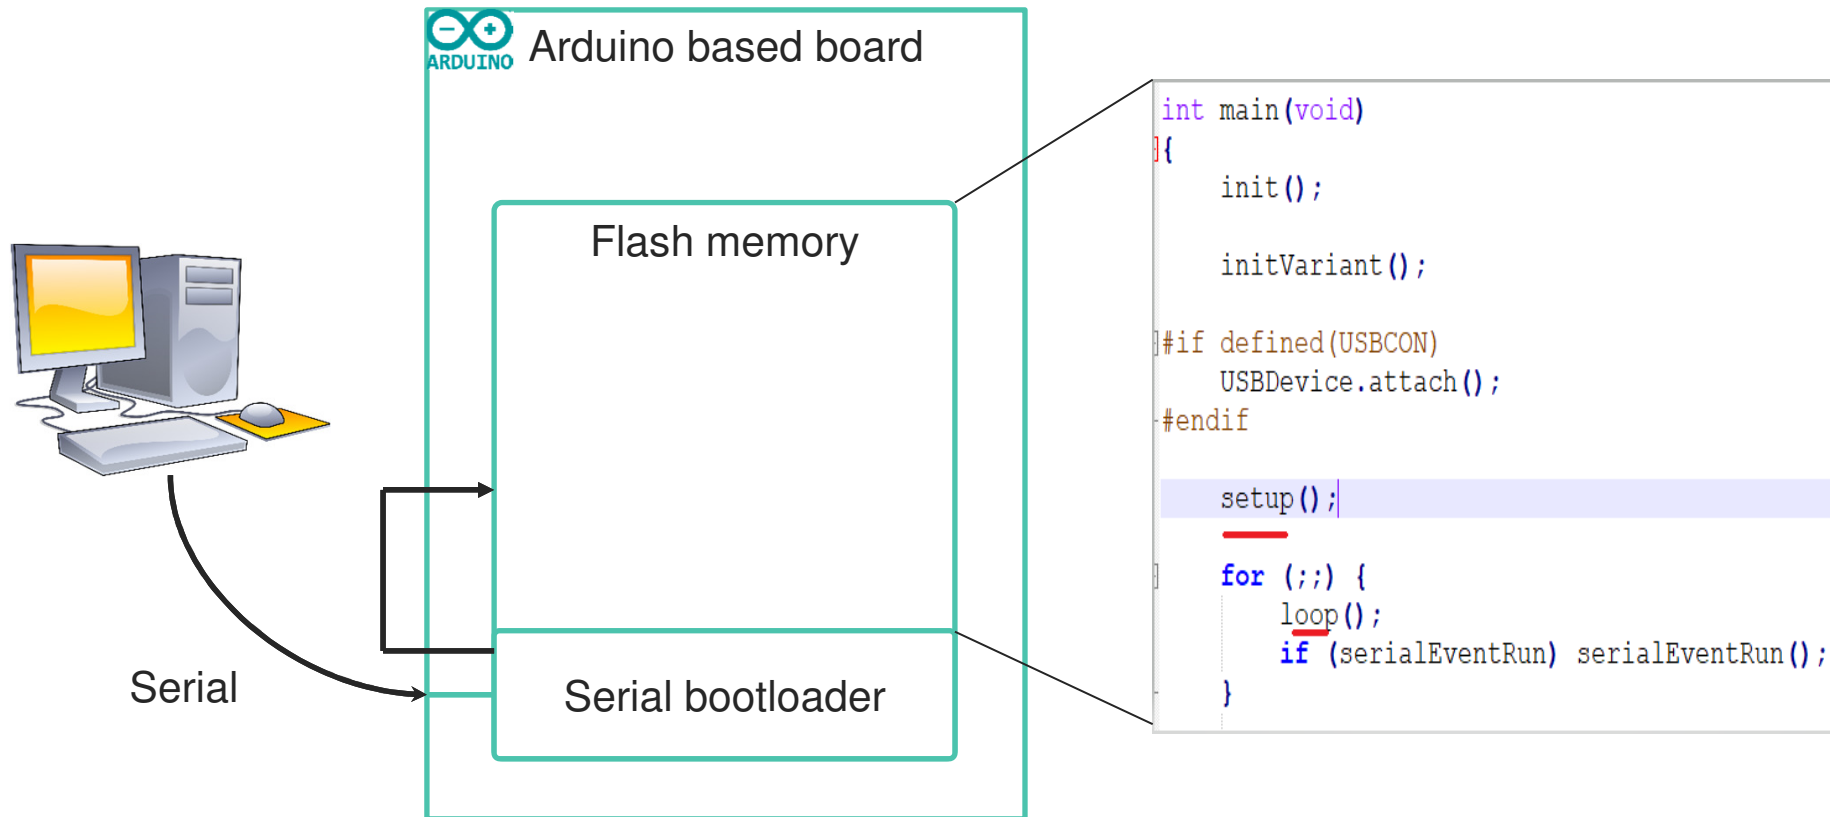 ARDUINO
Arduino based board
Flash memory
Serial
Serial bootloader
int main(void)
{
    init();
    initVariant();
#if defined(USBCON)
    USBDevice.attach();
#endif
    setup();
    for (;;) {
        loop();
        if (serialEventRun) serialEventRun();
    }